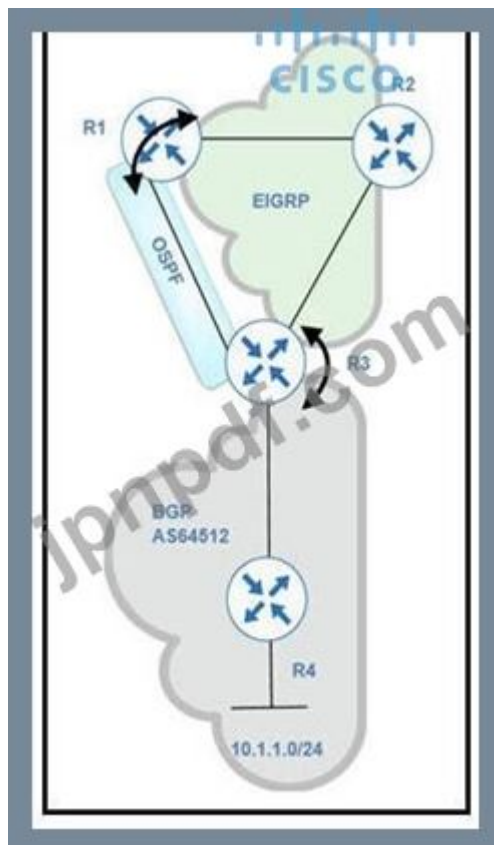 CISCO
R2
R1
EIGRP
OSPF
R3
jpnpdf.com
BGP
AS64512
R4
10.1.1.0/24